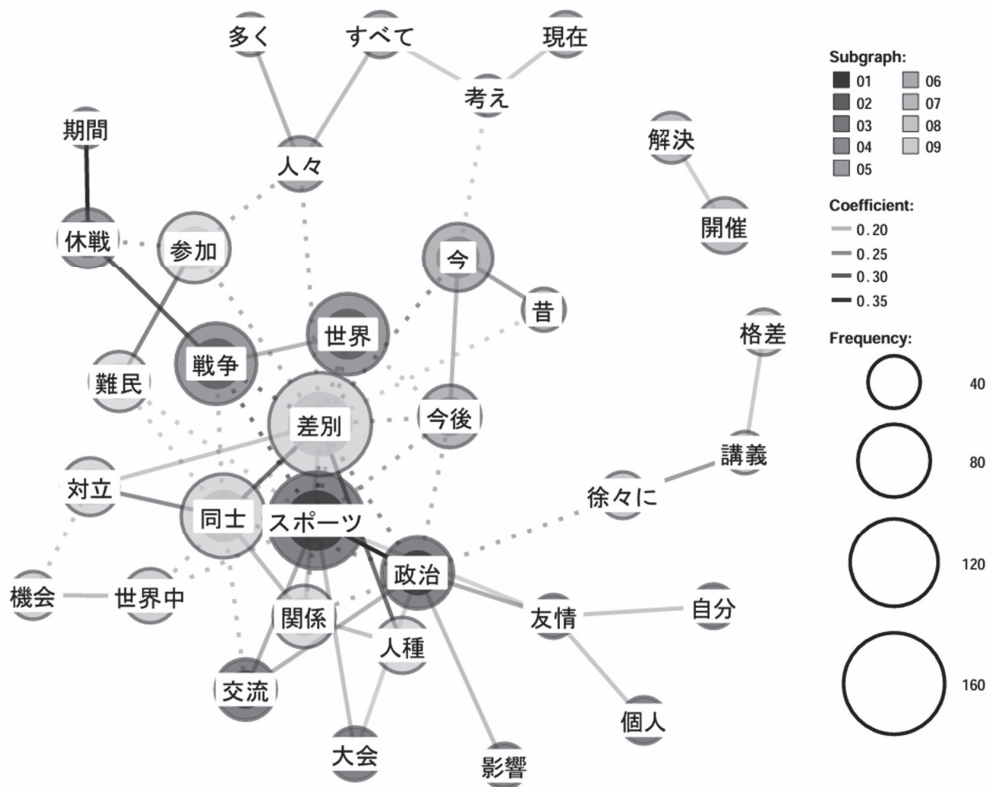 多く
すべて
現在
考え
期間
人々
解決
開催
休戦
参加
今
昔
世界
戦争
格差
難民
差別
今後
講義
対立
徐々に
同士
スポーツ
政治
機会
世界中
関係
友情
自分
人種
交流
個人
大会
影響
Subgraph:
01
02
03
04
05
06
07
08
09
Coefficient:
0.20
0.25
0.30
0.35
Frequency:
40
80
120
160